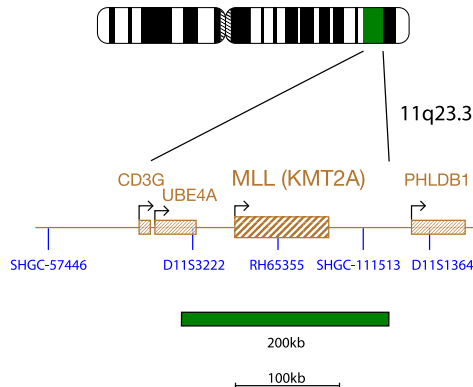 11q23.3
CD3G
UBE4A
MLL (KMT2A)
PHLDB1
SHGC-57446
D11S3222
RH65355
SHGC-111513
D11S1364
200kb
100kb